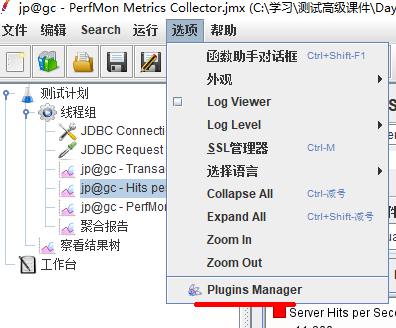 jp@gc - PerfMon Metrics Collector.jmx (C:\学习\测试高级课件\Day
文件 编辑 Search 运行 选项 帮助
函数助手对话框 Ctrl+Shift-F1
外观
Log Viewer
Log Level
SSL管理器 Ctrl-M
选择语言
Collapse All Ctrl-减号
Expand All Ctrl+Shift-减号
Zoom In
Zoom Out
Plugins Manager
测试计划
线程组
JDBC Connecti
JDBC Request
jp@gc - Transa
jp@gc - Hits pe
jp@gc - PerfMo
聚合报告
察看结果树
工作台
Server Hits per Seco